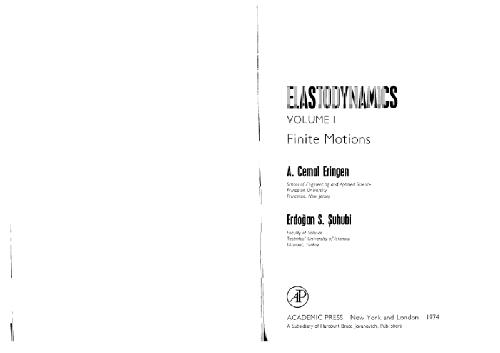 ELASTODYNAMICS
VOLUME I
Finite Motions
A. Cemal Eringen
School of Engineering and Applied Science
Princeton University
Princeton, New Jersey
Erdoğan S. Şuhubi
Faculty of Science
Technical University of Istanbul
Istanbul, Turkey
AP
ACADEMIC PRESS New York and London 1974
A Subsidiary of Harcourt Brace Jovanovich, Publishers